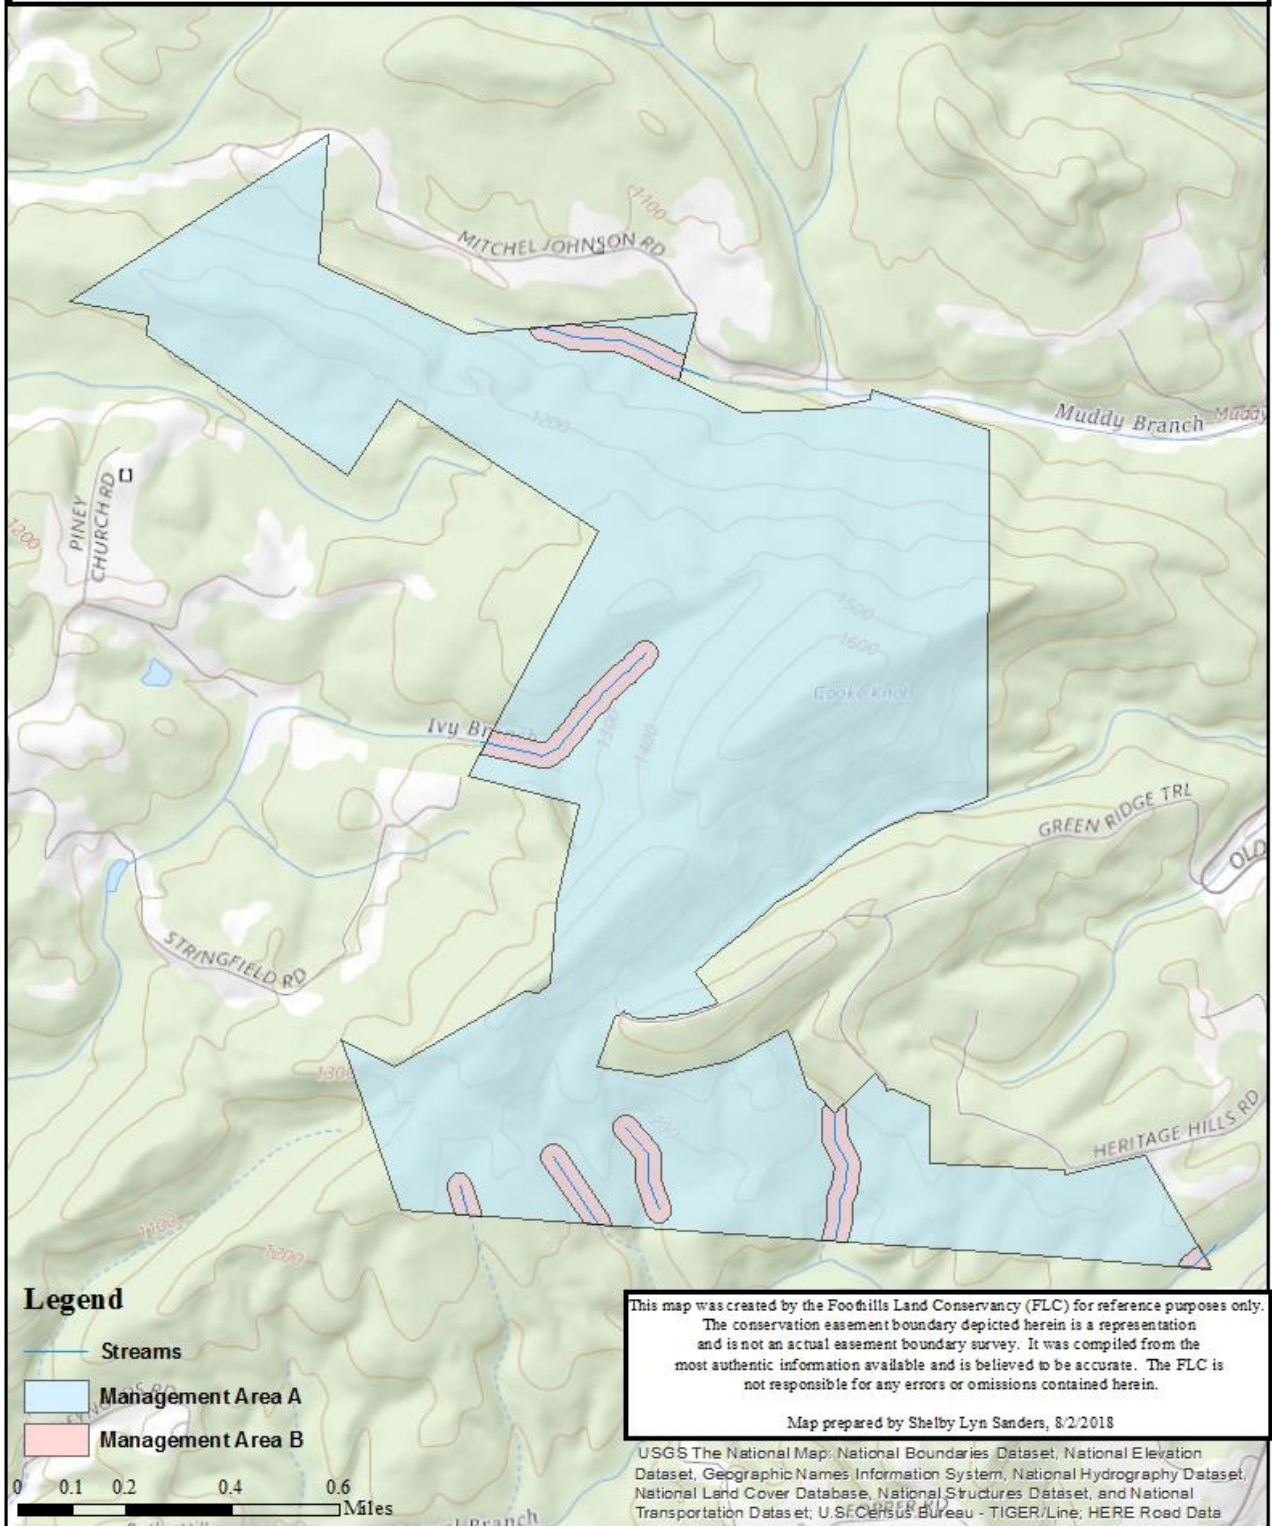 1100
MITCHEL JOHNSON RD
Muddy Branch
Muddy
1200
PINEY
CHURCH RD
1200
1500
1600
Cooke Knob
Ivy Branch
1300
1400
GREEN RIDGE TRL
OLD
STRINGFIELD RD
1300
1200
HERITAGE HILLS RD
1100
1200
Legend
Streams
Management Area A
Management Area B
0 0.1 0.2 0.4 0.6
Miles
This map was created by the Foothills Land Conservancy (FLC) for reference purposes only.
The conservation easement boundary depicted herein is a representation
and is not an actual easement boundary survey. It was compiled from the
most authentic information available and is believed to be accurate. The FLC is
not responsible for any errors or omissions contained herein.
Map prepared by Shelby Lyn Sanders, 8/2/2018
USGS The National Map: National Boundaries Dataset, National Elevation
Dataset, Geographic Names Information System, National Hydrography Dataset,
National Land Cover Database, National Structures Dataset, and National
Transportation Dataset; U.S. Census Bureau - TIGER/Line; HERE Road Data
Branch